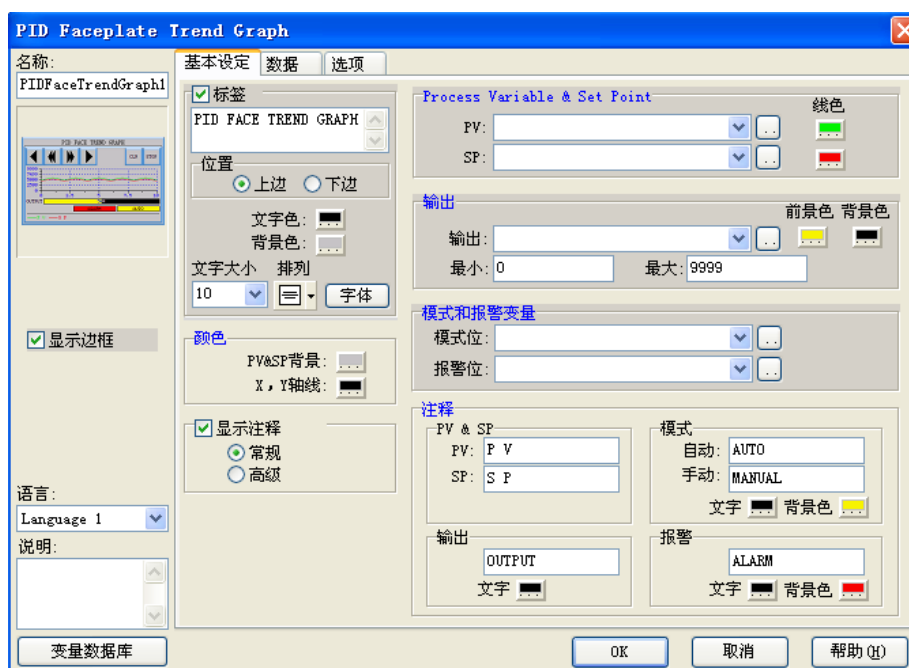 PID Faceplate Trend Graph
名称:
PIDFaceTrendGraph1
PID FACE TREND GRAPH
显示边框
语言:
Language 1
说明:
变量数据库
基本设定 数据 选项
标签
PID FACE TREND GRAPH
位置
上边 下边
文字色:
背景色:
文字大小 排列
10 字体
颜色
PV&SP背景:
X,Y轴线:
显示注释
常规
高级
Process Variable & Set Point
线色
PV:
SP:
输出
前景色 背景色
输出:
最小: 0 最大: 9999
模式和报警变量
模式位:
报警位:
注释
PV & SP
PV: P V
SP: S P
模式
自动: AUTO
手动: MANUAL
文字 背景色
输出
OUTPUT
文字
报警
ALARM
文字 背景色
OK 取消 帮助(H)